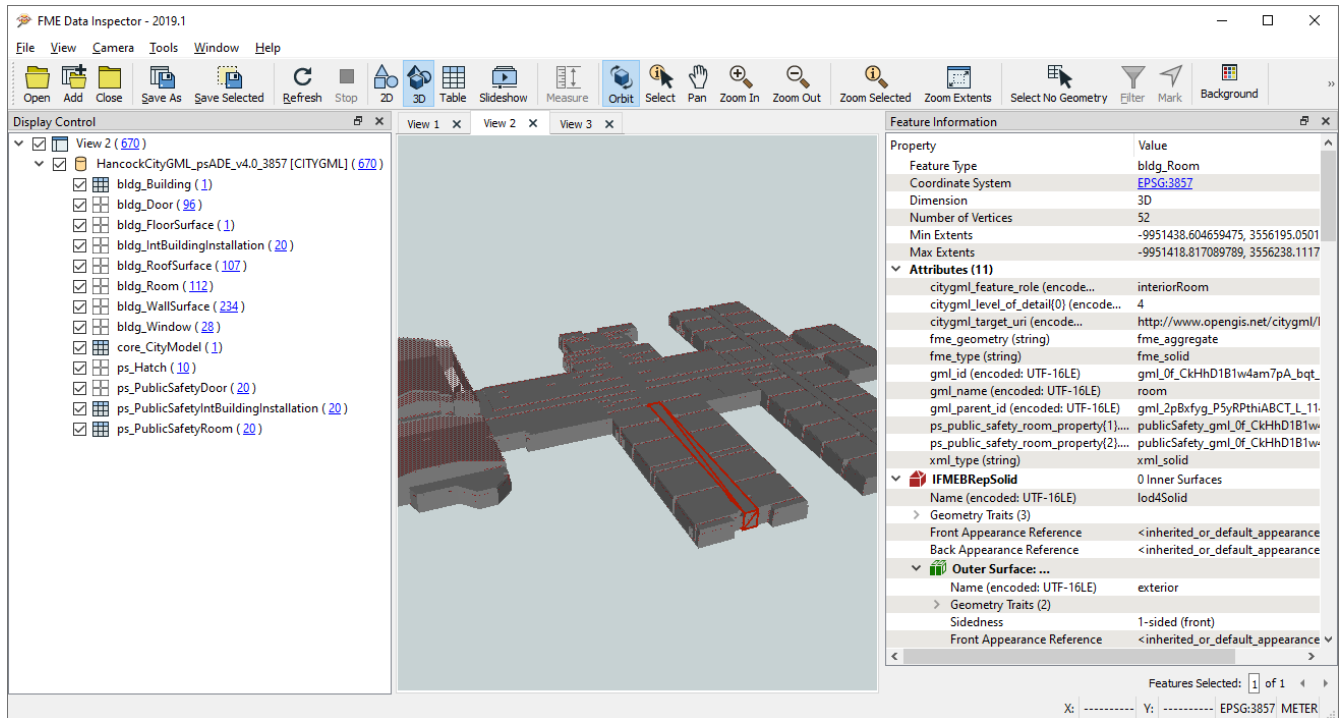 FME Data Inspector - 2019.1
File View Camera Tools Window Help
Open Add Close Save As Save Selected Refresh Stop 2D 3D Table Slideshow Measure Orbit Select Pan Zoom In Zoom Out Zoom Selected Zoom Extents Select No Geometry Filter Mark Background »
Display Control
View 2 (670)
HancockCityGML_psADE_v4.0_3857 [CITYGML] (670)
bldg_Building (1)
bldg_Door (96)
bldg_FloorSurface (1)
bldg_IntBuildingInstallation (20)
bldg_RoofSurface (107)
bldg_Room (112)
bldg_WallSurface (234)
bldg_Window (28)
core_CityModel (1)
ps_Hatch (10)
ps_PublicSafetyDoor (20)
ps_PublicSafetyIntBuildingInstallation (20)
ps_PublicSafetyRoom (20)
View 1 View 2 View 3
Feature Information
Property Value
Feature Type bldg_Room
Coordinate System EPSG:3857
Dimension 3D
Number of Vertices 52
Min Extents -9951438.604659475, 3556195.0501
Max Extents -9951418.817089789, 3556238.1117
Attributes (11)
citygml_feature_role (encode... interiorRoom
citygml_level_of_detail{0} (encode... 4
citygml_target_uri (encode... http://www.opengis.net/citygml/l
fme_geometry (string) fme_aggregate
fme_type (string) fme_solid
gml_id (encoded: UTF-16LE) gml_0f_CkHhD1B1w4am7pA_bqt_
gml_name (encoded: UTF-16LE) room
gml_parent_id (encoded: UTF-16LE) gml_2pBxfyg_P5yRPthiABCT_L_11
ps_public_safety_room_property{1}.... publicSafety_gml_0f_CkHhD1B1w
ps_public_safety_room_property{2}.... publicSafety_gml_0f_CkHhD1B1w
xml_type (string) xml_solid
IFMEBRepSolid 0 Inner Surfaces
Name (encoded: UTF-16LE) lod4Solid
Geometry Traits (3)
Front Appearance Reference <inherited_or_default_appearance
Back Appearance Reference <inherited_or_default_appearance
Outer Surface: ...
Name (encoded: UTF-16LE) exterior
Geometry Traits (2)
Sidedness 1-sided (front)
Front Appearance Reference <inherited_or_default_appearance
Features Selected: 1 of 1
X: ---------- Y: ---------- EPSG:3857 METER